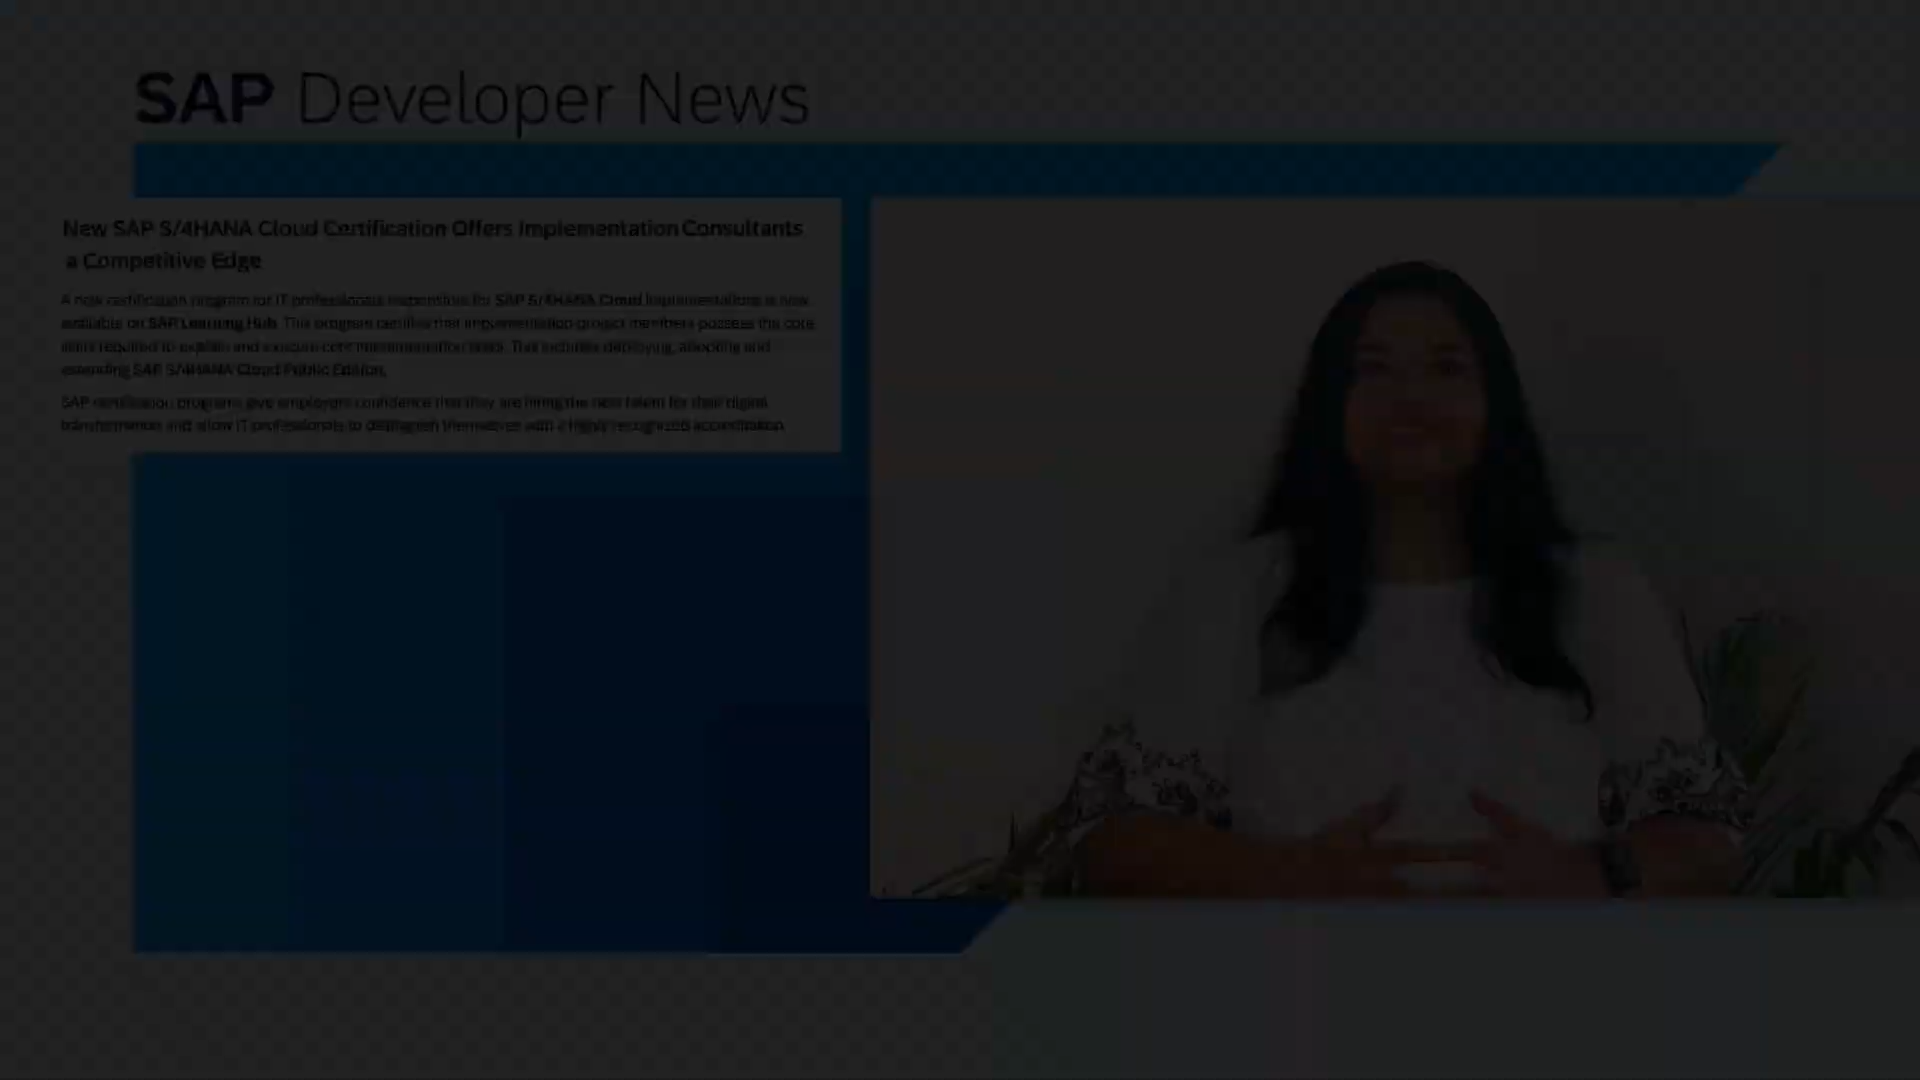 SAP Developer News
New SAP S/4HANA Cloud Certification Offers Implementation Consultants
a Competitive Edge
A new certification program for IT professionals responsible for SAP S/4HANA Cloud implementations is now
available on SAP Learning Hub. This program certifies that implementation project members possess the core
skills required to explain and execute core implementation tasks. This includes deploying, adopting and
extending SAP S/4HANA Cloud Public Edition.
SAP certification programs give employers confidence that they are hiring the best talent for their digital
transformation and allow IT professionals to distinguish themselves with a highly recognized accreditation.